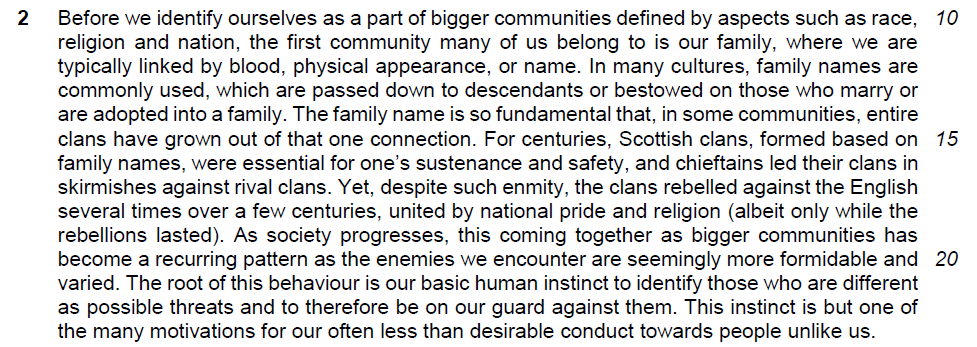 2 Before we identify ourselves as a part of bigger communities defined by aspects such as race, 10
religion and nation, the first community many of us belong to is our family, where we are
typically linked by blood, physical appearance, or name. In many cultures, family names are
commonly used, which are passed down to descendants or bestowed on those who marry or
are adopted into a family. The family name is so fundamental that, in some communities, entire
clans have grown out of that one connection. For centuries, Scottish clans, formed based on 15
family names, were essential for one's sustenance and safety, and chieftains led their clans in
skirmishes against rival clans. Yet, despite such enmity, the clans rebelled against the English
several times over a few centuries, united by national pride and religion (albeit only while the
rebellions lasted). As society progresses, this coming together as bigger communities has
become a recurring pattern as the enemies we encounter are seemingly more formidable and 20
varied. The root of this behaviour is our basic human instinct to identify those who are different
as possible threats and to therefore be on our guard against them. This instinct is but one of
the many motivations for our often less than desirable conduct towards people unlike us.